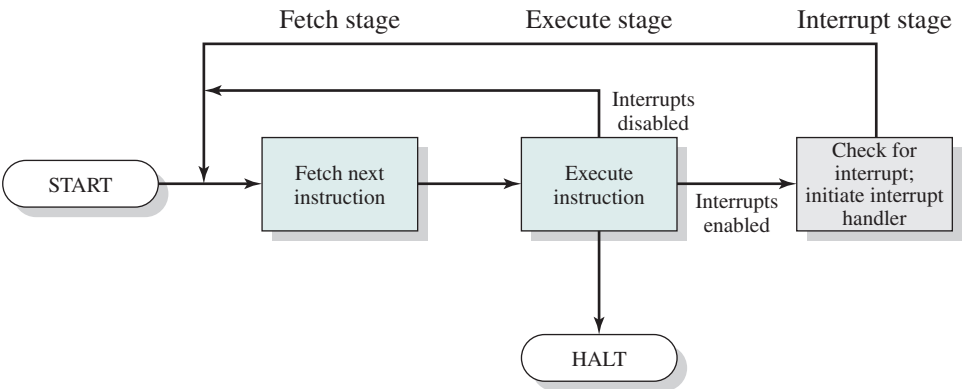 Fetch stage
Execute stage
Interrupt stage
Interrupts
disabled
START
Fetch next
instruction
Execute
instruction
Interrupts
enabled
Check for
interrupt;
initiate interrupt
handler
HALT